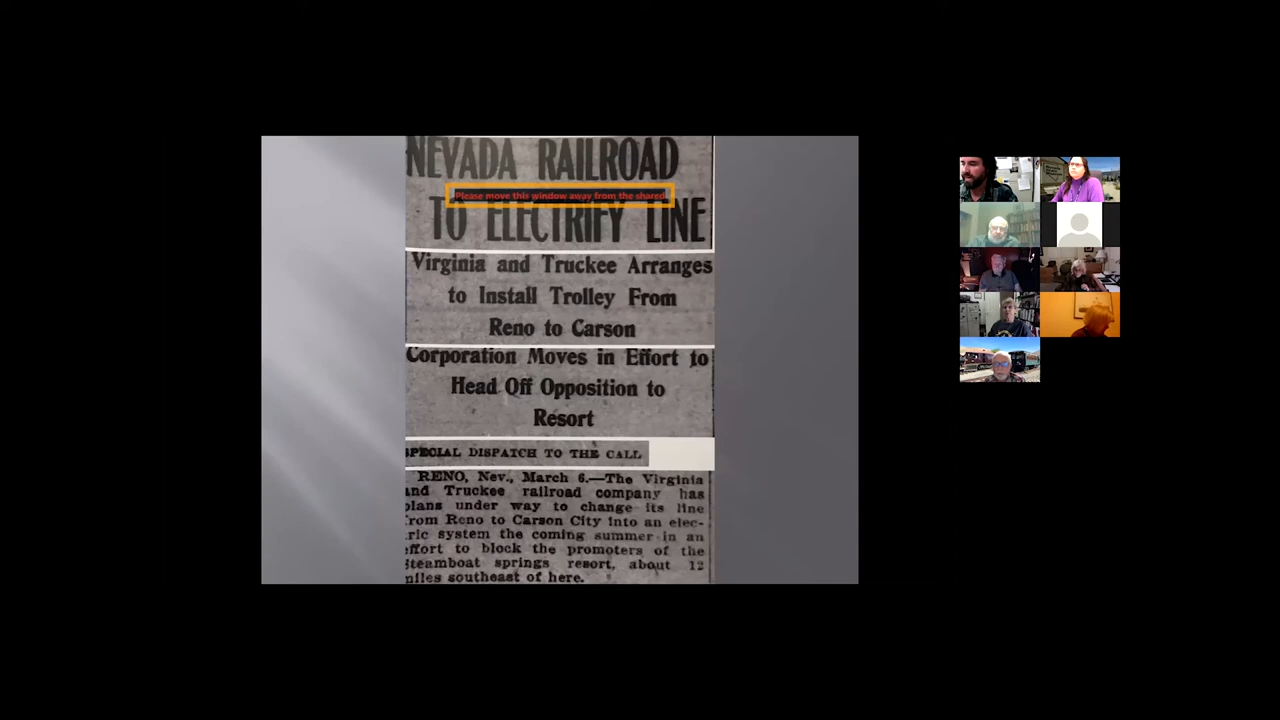 NEVADA RAILROAD
Please move this window away from the shared
TO ELECTRIFY LINE
Virginia and Truckee Arranges
to Install Trolley From
Reno to Carson
Corporation Moves in Effort to
Head Off Opposition to
Resort
SPECIAL DISPATCH TO THE CALL
RENO, Nev., March 6.—The Virginia
and Truckee railroad company has
plans under way to change its line
from Reno to Carson City into an elec-
tric system the coming summer in an
effort to block the promoters of the
Steamboat springs resort, about 12
miles southeast of here.